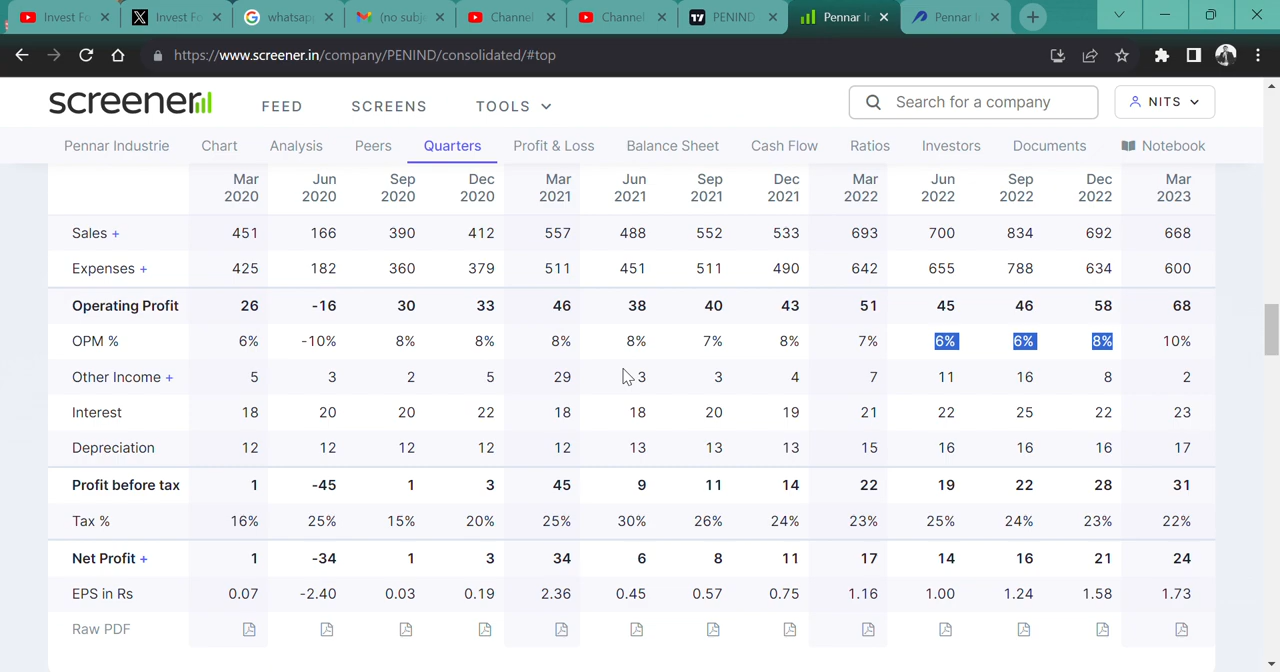 Invest Fo
Invest Fo
whatsap
(no subje
Channel
Channel
PENIND
Pennar I
Pennar I
https://www.screener.in/company/PENIND/consolidated/#top
screener
FEED SCREENS TOOLS
Search for a company
NITS
Pennar Industrie Chart Analysis Peers Quarters Profit & Loss Balance Sheet Cash Flow Ratios Investors Documents Notebook
Mar Jun Sep Dec Mar Jun Sep Dec Mar Jun Sep Dec Mar
2020 2020 2020 2020 2021 2021 2021 2021 2022 2022 2022 2022 2023
Sales + 451 166 390 412 557 488 552 533 693 700 834 692 668
Expenses + 425 182 360 379 511 451 511 490 642 655 788 634 600
Operating Profit 26 -16 30 33 46 38 40 43 51 45 46 58 68
OPM % 6% -10% 8% 8% 8% 8% 7% 8% 7% 6% 6% 8% 10%
Other Income + 5 3 2 5 29 3 3 4 7 11 16 8 2
Interest 18 20 20 22 18 18 20 19 21 22 25 22 23
Depreciation 12 12 12 12 12 13 13 13 15 16 16 16 17
Profit before tax 1 -45 1 3 45 9 11 14 22 19 22 28 31
Tax % 16% 25% 15% 20% 25% 30% 26% 24% 23% 25% 24% 23% 22%
Net Profit + 1 -34 1 3 34 6 8 11 17 14 16 21 24
EPS in Rs 0.07 -2.40 0.03 0.19 2.36 0.45 0.57 0.75 1.16 1.00 1.24 1.58 1.73
Raw PDF